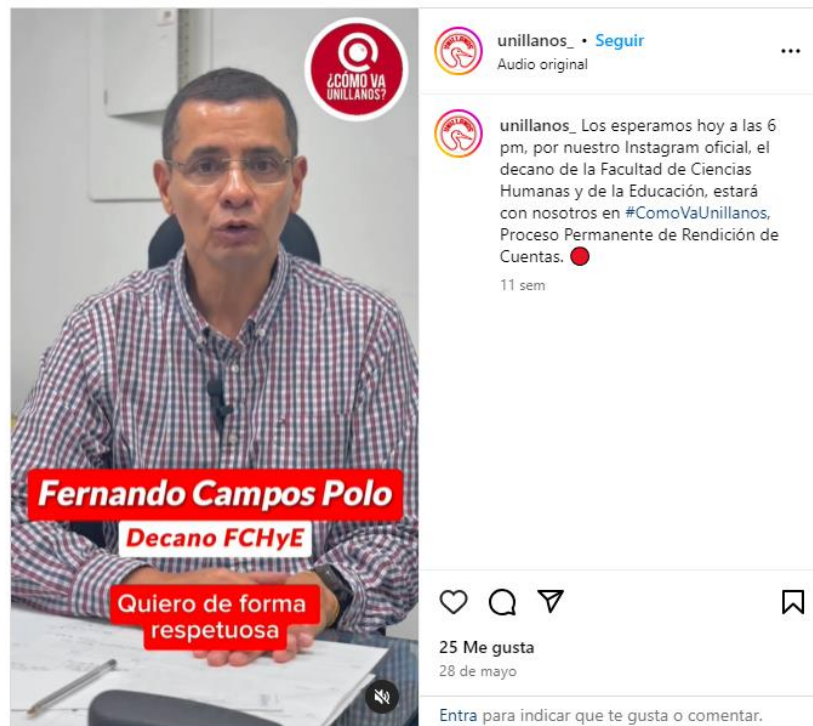 ¿CÓMO VA
UNILLANOS?
Fernando Campos Polo
Decano FCHyE
Quiero de forma
respetuosa
unillanos_ • Seguir
Audio original
unillanos_ Los esperamos hoy a las 6
pm, por nuestro Instagram oficial, el
decano de la Facultad de Ciencias
Humanas y de la Educación, estará
con nosotros en #ComoVaUnillanos,
Proceso Permanente de Rendición de
Cuentas.
11 sem
25 Me gusta
28 de mayo
Entra para indicar que te gusta o comentar.